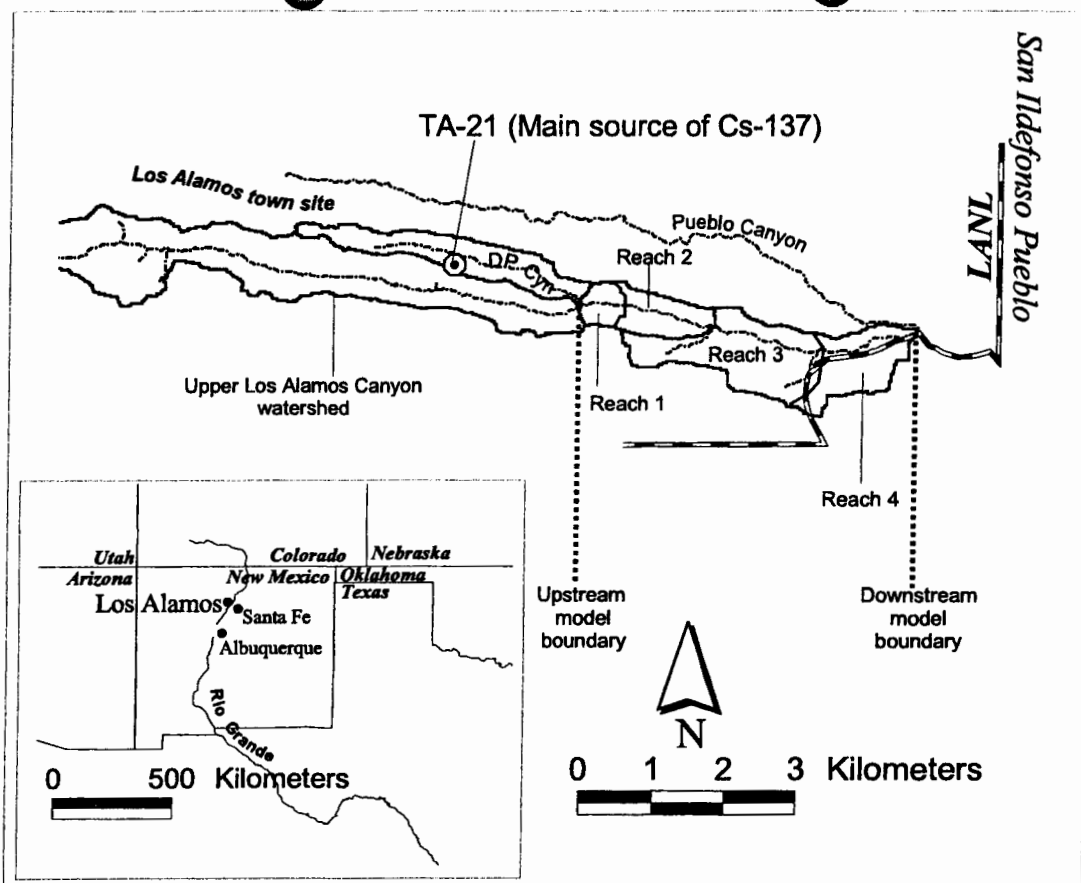 San Ildefonso Pueblo
LANL
TA-21 (Main source of Cs-137)
Los Alamos town site
Pueblo Canyon
D.P. Cyn
Reach 2
Reach 3
Upper Los Alamos Canyon
watershed
Reach 1
Reach 4
Upstream
model
boundary
Downstream
model
boundary
Utah
Colorado
Nebraska
Arizona
New Mexico
Oklahoma
Texas
Los Alamos
Santa Fe
Albuquerque
Rio Grande
0 500 Kilometers
N
0 1 2 3 Kilometers